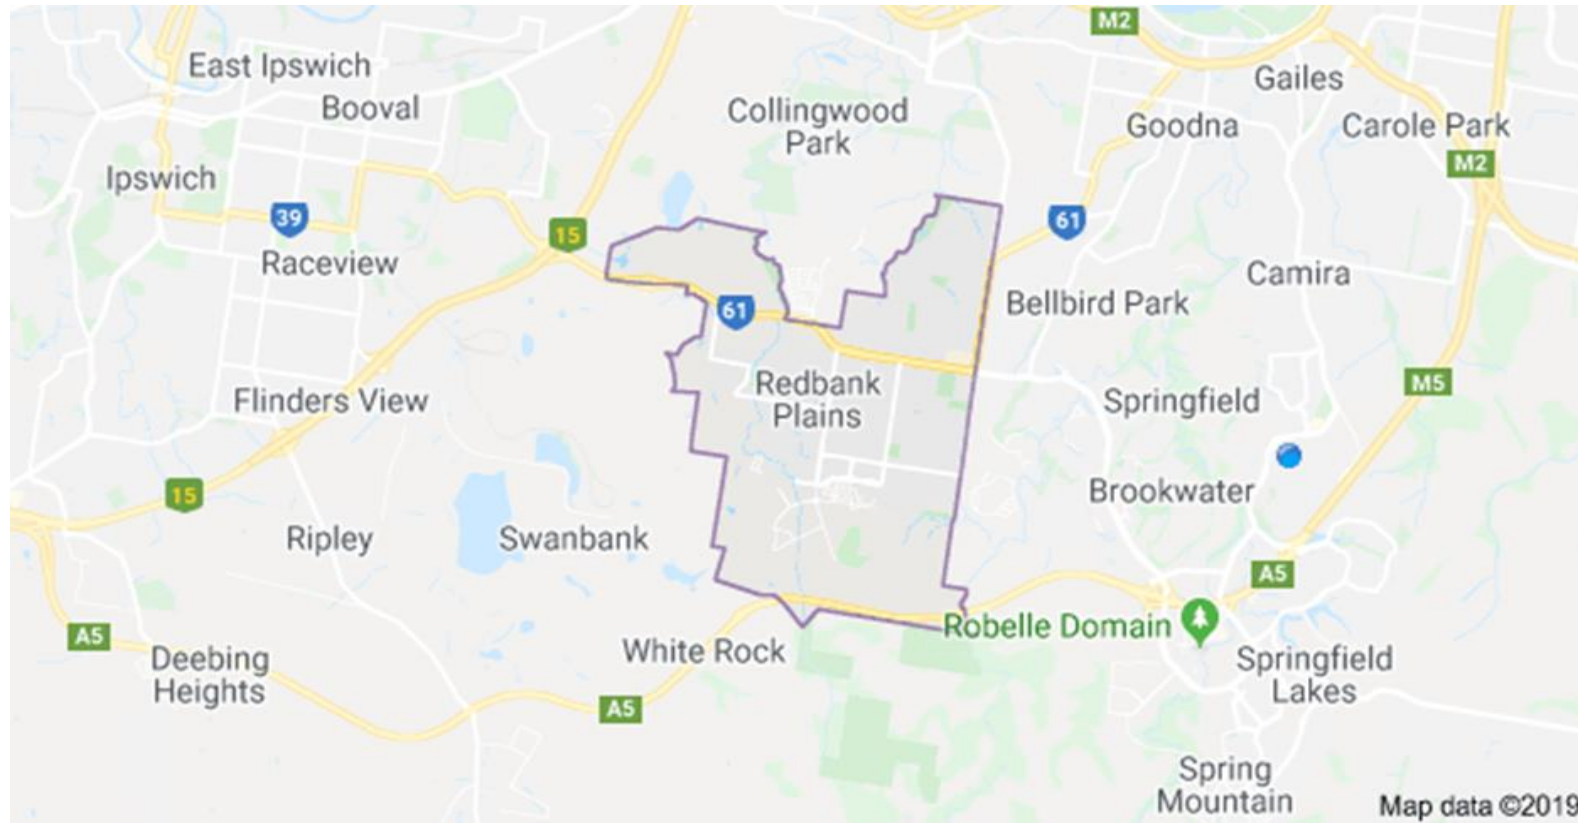 M2
East Ipswich
Gailes
Booval
Collingwood
Park
Goodna
Carole Park
M2
Ipswich
39
61
15
Raceview
Camira
Bellbird Park
61
Redbank
Plains
M5
Flinders View
Springfield
15
Brookwater
Ripley
Swanbank
A5
A5
Robelle Domain
White Rock
Deebing
Heights
Springfield
Lakes
A5
Spring
Mountain
Map data ©2019